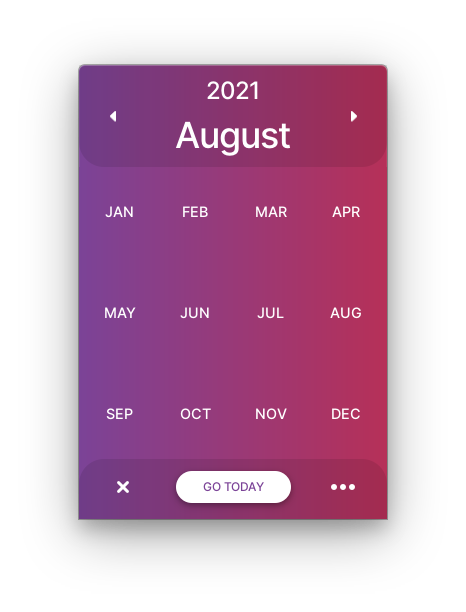 2021
August
JAN FEB MAR APR
MAY JUN JUL AUG
SEP OCT NOV DEC
GO TODAY